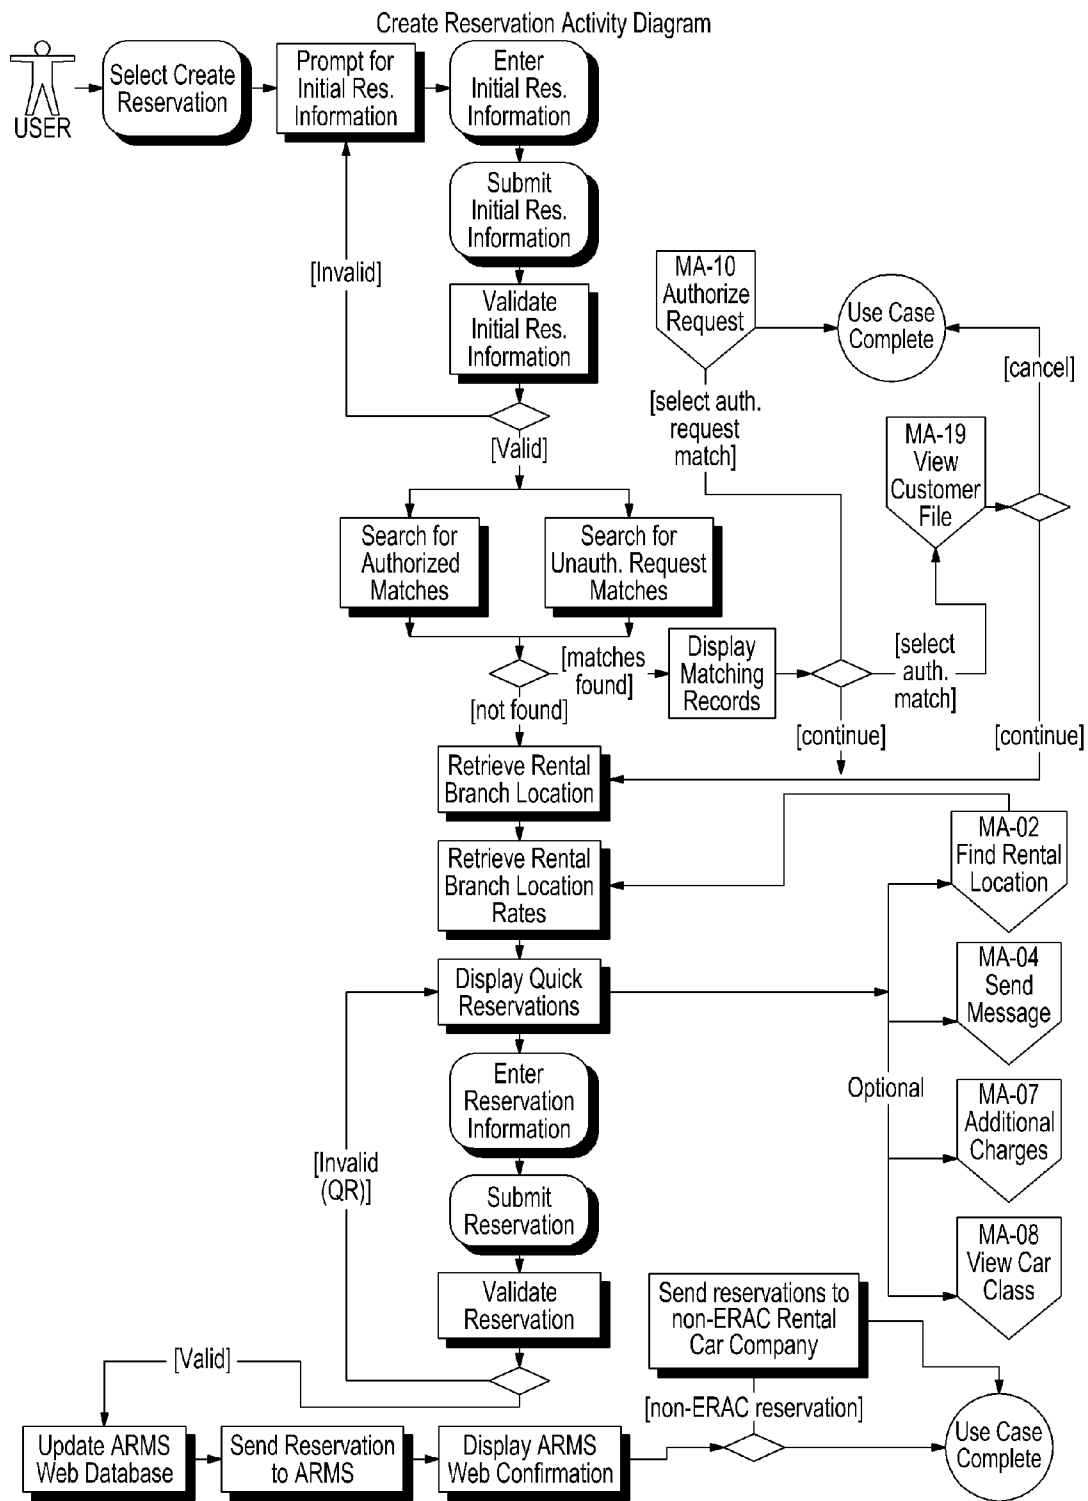 Create Reservation Activity Diagram
USER
Select Create
Reservation
Prompt for
Initial Res.
Information
Enter
Initial Res.
Information
Submit
Initial Res.
Information
[Invalid]
Validate
Initial Res.
Information
[Valid]
MA-10
Authorize
Request
Use Case
Complete
[cancel]
[select auth.
request
match]
MA-19
View
Customer
File
Search for
Authorized
Matches
Search for
Unauth. Request
Matches
[matches
found]
Display
Matching
Records
[select
auth.
match]
[not found]
[continue]
[continue]
Retrieve Rental
Branch Location
Retrieve Rental
Branch Location
Rates
MA-02
Find Rental
Location
Display Quick
Reservations
MA-04
Send
Message
Optional
Enter
Reservation
Information
MA-07
Additional
Charges
[Invalid
(QR)]
Submit
Reservation
MA-08
View Car
Class
Validate
Reservation
Send reservations to
non-ERAC Rental
Car Company
[Valid]
[non-ERAC reservation]
Update ARMS
Web Database
Send Reservation
to ARMS
Display ARMS
Web Confirmation
Use Case
Complete